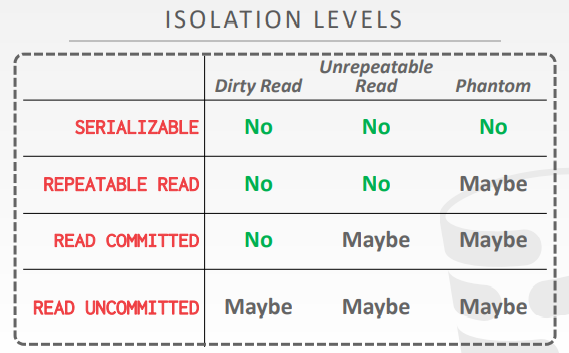 ISOLATION LEVELS
Dirty Read Unrepeatable Read Phantom
SERIALIZABLE No No No
REPEATABLE READ No No Maybe
READ COMMITTED No Maybe Maybe
READ UNCOMMITTED Maybe Maybe Maybe